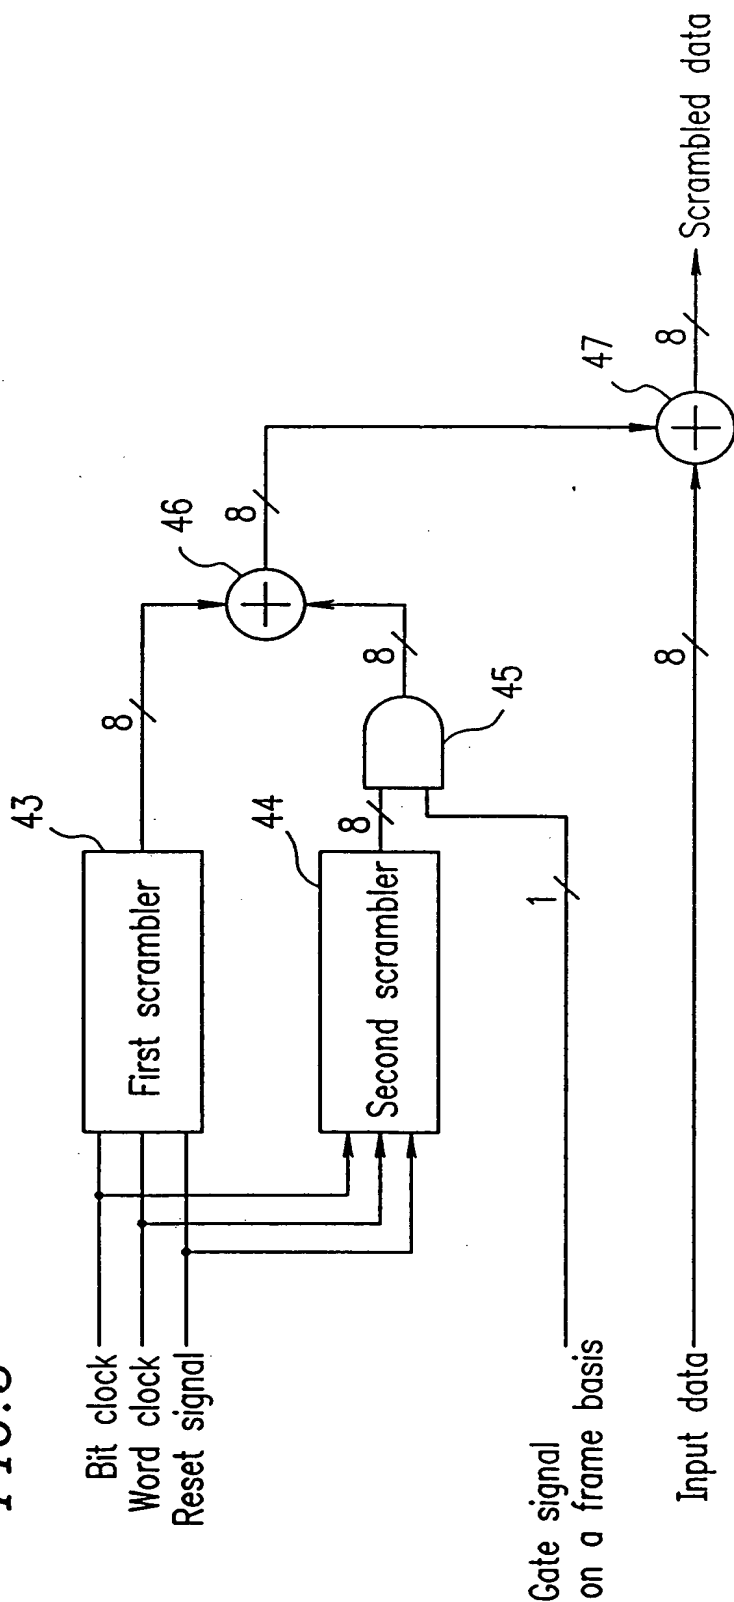 Bit clock
Word clock
Reset signal
43
First scrambler
8
44
Second scrambler
8
45
8
46
8
Gate signal
on a frame basis
1
Input data
8
47
8
Scrambled data